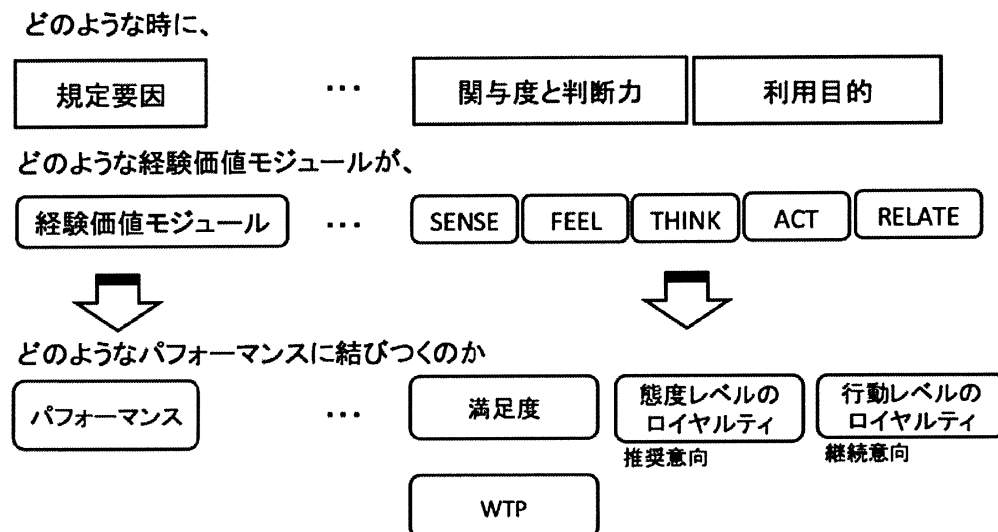 どのような時に、
規定要因 ・・・ 関与度と判断力 利用目的
どのような経験価値モジュールが、
経験価値モジュール ・・・ SENSE FEEL THINK ACT RELATE
どのようなパフォーマンスに結びつくのか
パフォーマンス ・・・ 満足度 態度レベルの 行動レベルの
ロイヤルティ ロイヤルティ
推奨意向 継続意向
WTP